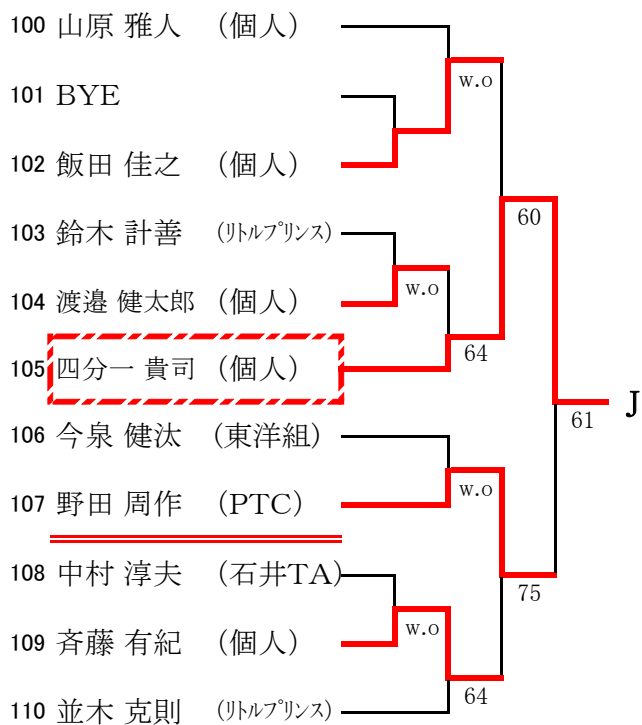 100 山原 雅人 (個人)
w.o
101 BYE
102 飯田 佳之 (個人)
60
103 鈴木 計善 (ﾘﾄﾙﾌﾟﾘﾝｽ)
w.o
104 渡邉 健太郎 (個人)
64
105 四分一 貴司 (個人)
61 J
106 今泉 健汰 (東洋組)
w.o
107 野田 周作 (PTC)
75
108 中村 淳夫 (石井TA)
w.o
109 斉藤 有紀 (個人)
64
110 並木 克則 (ﾘﾄﾙﾌﾟﾘﾝｽ)